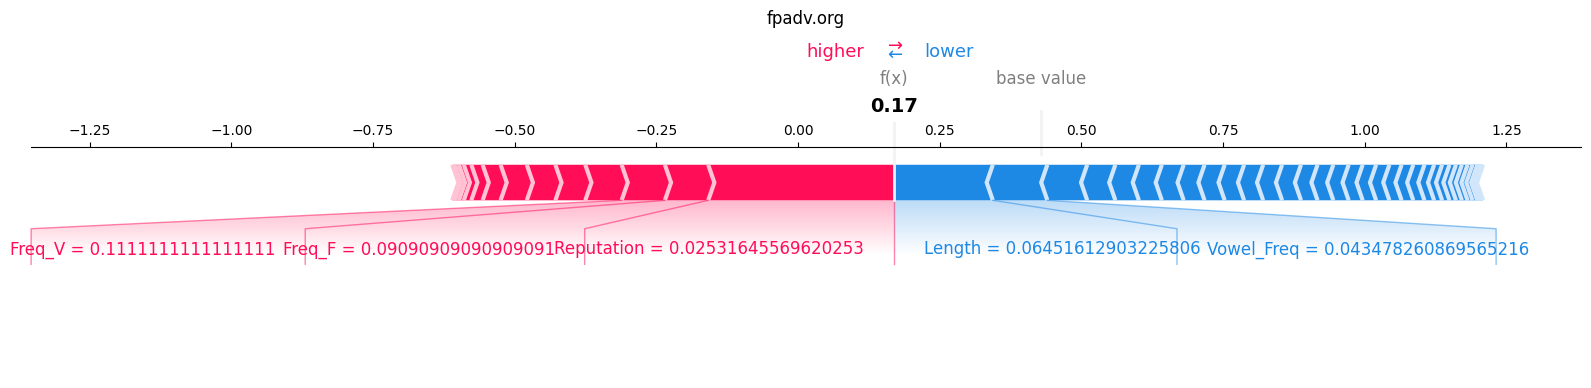 fpadv.org
higher → ← lower
f(x) base value
0.17
−1.25 −1.00 −0.75 −0.50 −0.25 0.00 0.25 0.50 0.75 1.00 1.25
Freq_V = 0.1111111111111111 Freq_F = 0.09090909090909091 Reputation = 0.02531645569620253 Length = 0.06451612903225806 Vowel_Freq = 0.043478260869565216